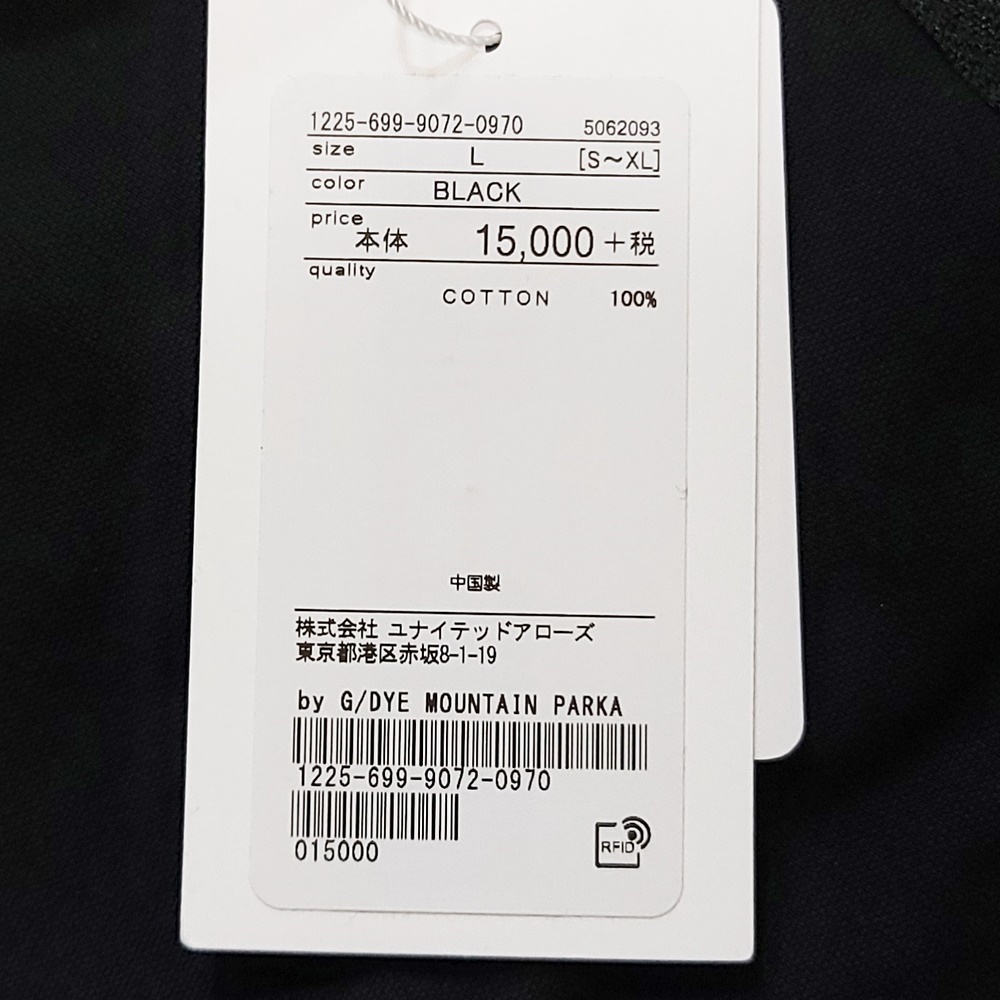 1225-699-9072-0970 5062093
size L [S〜XL]
color BLACK
price 本体 15,000+税
quality
COTTON 100%
中国製
株式会社 ユナイテッドアローズ
東京都港区赤坂8-1-19
by G/DYE MOUNTAIN PARKA
1225-699-9072-0970
015000
RFID